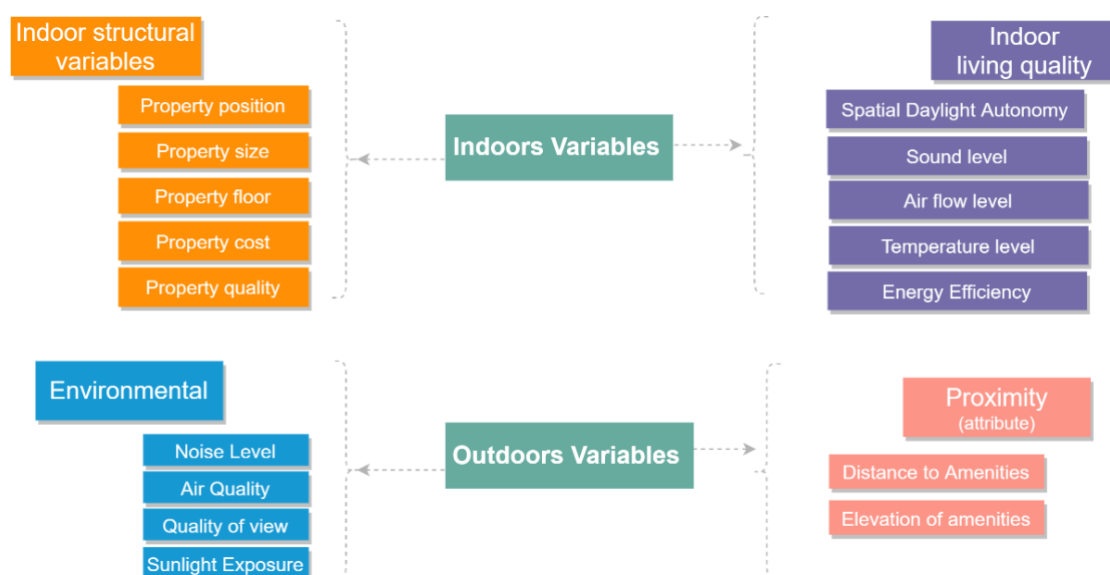 Indoor structural
variables
Property position
Property size
Property floor
Property cost
Property quality
Indoors Variables
Indoor
living quality
Spatial Daylight Autonomy
Sound level
Air flow level
Temperature level
Energy Efficiency
Environmental
Noise Level
Air Quality
Quality of view
Sunlight Exposure
Outdoors Variables
Proximity
(attribute)
Distance to Amenities
Elevation of amenities